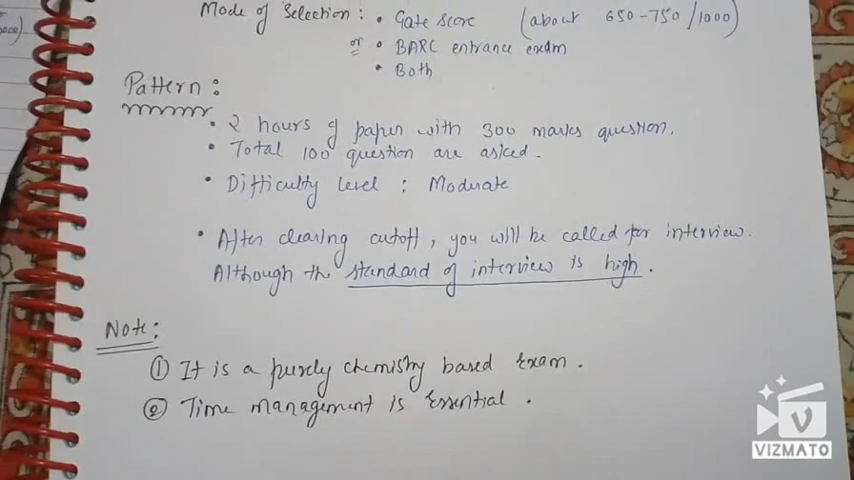 Mode of Selection : • Gate score (about 650-750/1000)
or • BARC entrance exam
• Both
Pattern :
• 2 hours of paper with 300 marks question.
• Total 100 question are asked.
• Difficulty level : Moderate
• After clearing cutoff, you will be called for interview.
Although the standard of interview is high.
Note :
① It is a purely chemistry based Exam.
② Time management is Essential.
VIZMATO